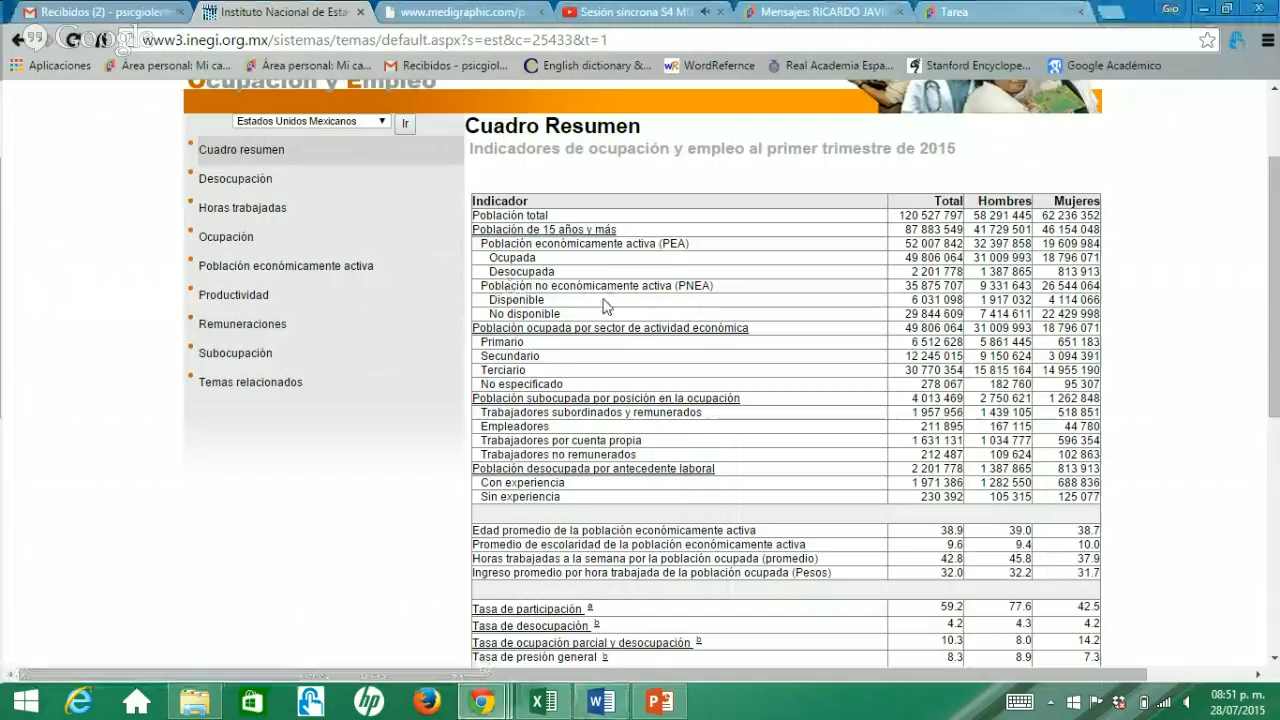 Recibidos (2) - psicgioler
Instituto Nacional de Esta
www.medigraphic.com/p
Sesión síncrona S4 M
Mensajes: RICARDO JAVI
Tarea
Gio
Google
www3.inegi.org.mx/sistemas/temas/default.aspx?s=est&c=25433&t=1
Aplicaciones
Área personal: Mi ca...
Área personal: Mi ca...
Recibidos - psicgiol...
English dictionary &...
WordRefernce
Real Academia Espa...
Stanford Encyclope...
Google Académico
Ocupación y Empleo
Estados Unidos Mexicanos
Ir
Cuadro resumen
Desocupación
Horas trabajadas
Ocupación
Población económicamente activa
Productividad
Remuneraciones
Subocupación
Temas relacionados
Cuadro Resumen
Indicadores de ocupación y empleo al primer trimestre de 2015
Indicador Total Hombres Mujeres
Población total 120 527 797 58 291 445 62 236 352
Población de 15 años y más 87 883 549 41 729 501 46 154 048
Población económicamente activa (PEA) 52 007 842 32 397 858 19 609 984
Ocupada 49 806 064 31 009 993 18 796 071
Desocupada 2 201 778 1 387 865 813 913
Población no económicamente activa (PNEA) 35 875 707 9 331 643 26 544 064
Disponible 6 031 098 1 917 032 4 114 066
No disponible 29 844 609 7 414 611 22 429 998
Población ocupada por sector de actividad económica 49 806 064 31 009 993 18 796 071
Primario 6 512 628 5 861 445 651 183
Secundario 12 245 015 9 150 624 3 094 391
Terciario 30 770 354 15 815 164 14 955 190
No especificado 278 067 182 760 95 307
Población subocupada por posición en la ocupación 4 013 469 2 750 621 1 262 848
Trabajadores subordinados y remunerados 1 957 956 1 439 105 518 851
Empleadores 211 895 167 115 44 780
Trabajadores por cuenta propia 1 631 131 1 034 777 596 354
Trabajadores no remunerados 212 487 109 624 102 863
Población desocupada por antecedente laboral 2 201 778 1 387 865 813 913
Con experiencia 1 971 386 1 282 550 688 836
Sin experiencia 230 392 105 315 125 077
Edad promedio de la población económicamente activa 38.9 39.0 38.7
Promedio de escolaridad de la población económicamente activa 9.6 9.4 10.0
Horas trabajadas a la semana por la población ocupada (promedio) 42.8 45.8 37.9
Ingreso promedio por hora trabajada de la población ocupada (Pesos) 32.0 32.2 31.7
Tasa de participación a 59.2 77.6 42.5
Tasa de desocupación b 4.2 4.3 4.2
Tasa de ocupación parcial y desocupación b 10.3 8.0 14.2
Tasa de presión general b 8.3 8.9 7.3
08:51 p. m.
28/07/2015